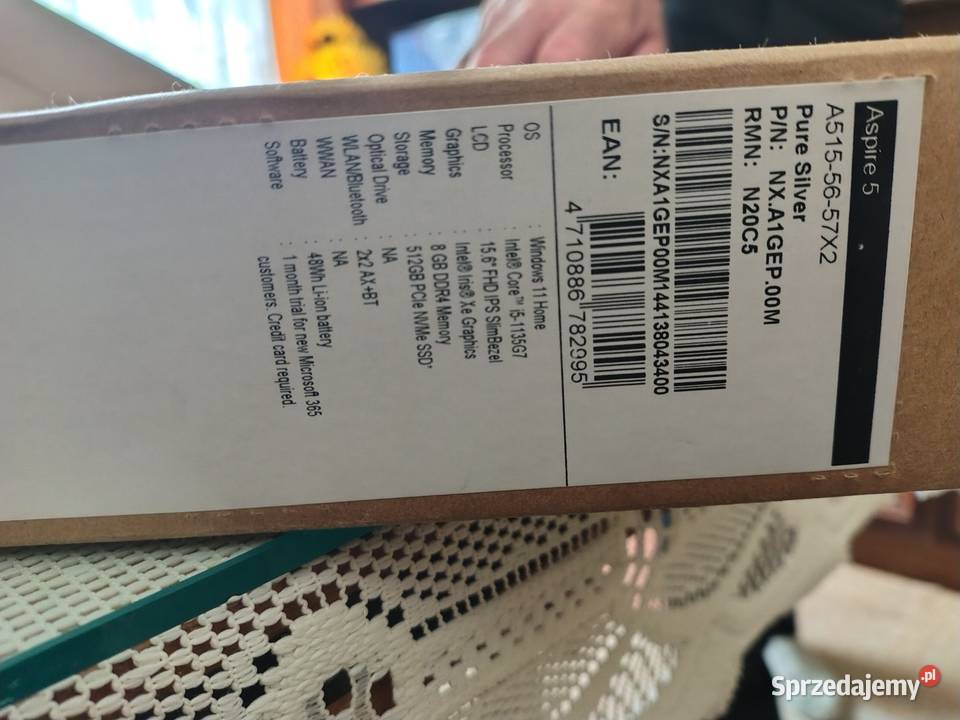 Aspire 5
A515-56-57X2
Pure Silver
P/N: NX.A1GEP.00M
RMN: N20C5
S/N:NXA1GEP00M144138043400
EAN:
4 710886 782995
OS : Windows 11 Home
Processor : Intel® Core™ i5-1135G7
LCD : 15.6" FHD IPS SlimBezel
Graphics : Intel® Iris® Xe Graphics
Memory : 8 GB DDR4 Memory
Storage : 512GB PCIe NVMe SSD*
Optical Drive : NA
WLAN/Bluetooth : 2x2 AX+BT
WWAN : NA
Battery : 48Wh Li-ion battery
Software : 1 month trial for new Microsoft 365
customers. Credit card required.
Sprzedajemy.pl